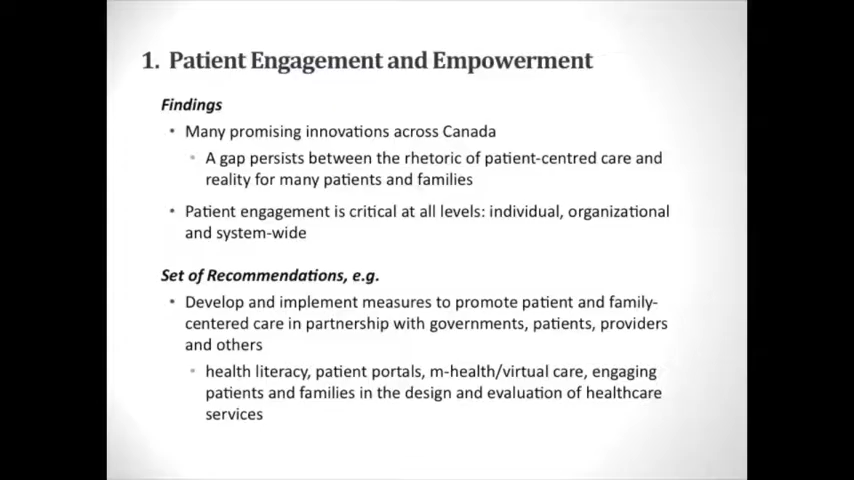 1. Patient Engagement and Empowerment
Findings
• Many promising innovations across Canada
• A gap persists between the rhetoric of patient-centred care and
reality for many patients and families
• Patient engagement is critical at all levels: individual, organizational
and system-wide
Set of Recommendations, e.g.
• Develop and implement measures to promote patient and family-
centered care in partnership with governments, patients, providers
and others
• health literacy, patient portals, m-health/virtual care, engaging
patients and families in the design and evaluation of healthcare
services